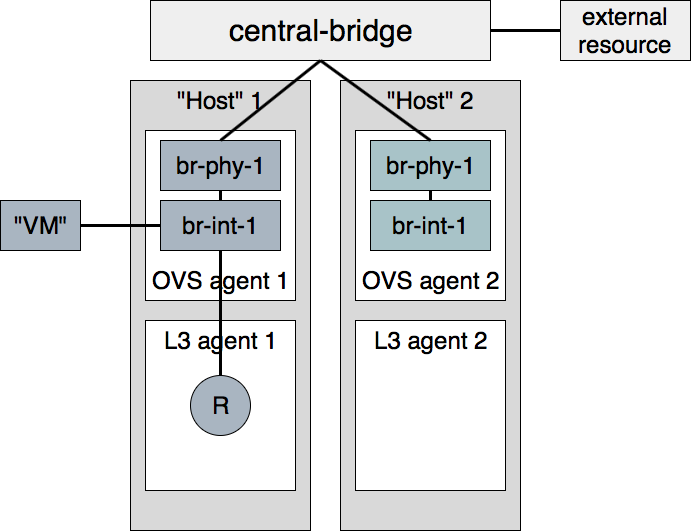 central-bridge
external
resource
"Host" 1
"Host" 2
br-phy-1
br-phy-1
"VM"
br-int-1
br-int-1
OVS agent 1
OVS agent 2
L3 agent 1
L3 agent 2
R